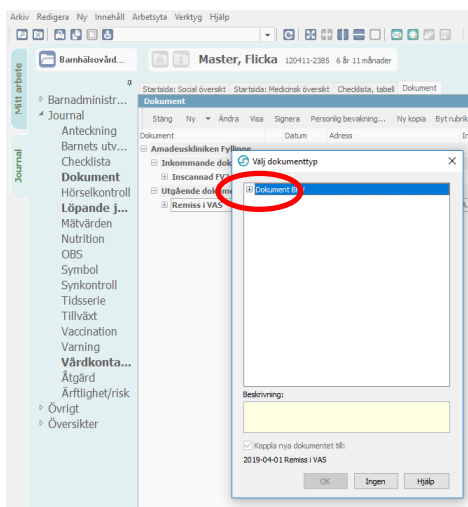 Arkiv Redigera Ny Innehåll Arbetsyta Verktyg Hjälp
Mitt arbete
Journal
Barnhälsovård...
Master, Flicka 120411-2385 6 år 11 månader
Startsida: Social översikt Startsida: Medicinsk översikt Checklista, tabell Dokument
Barnadministr...
Journal
Anteckning
Barnets utv...
Checklista
Dokument
Hörselkontroll
Löpande j...
Mätvärden
Nutrition
OBS
Symbol
Synkontroll
Tidsserie
Tillväxt
Vaccination
Varning
Vårdkonta...
Åtgärd
Ärftlighet/risk
Övrigt
Översikter
Dokument
Stäng Ny Ändra Visa Signera Personlig bevakning... Ny kopia Byt rubrik
Dokument Datum Adress
Amadeuskliniken Fyllinge
Inkommande dok
Inscannad
Utgående
Remiss i VAS
Välj dokumenttyp
Dokument
Beskrivning:
Koppla nya dokumentet till:
2019-04-01 Remiss i VAS
OK Ingen Hjälp